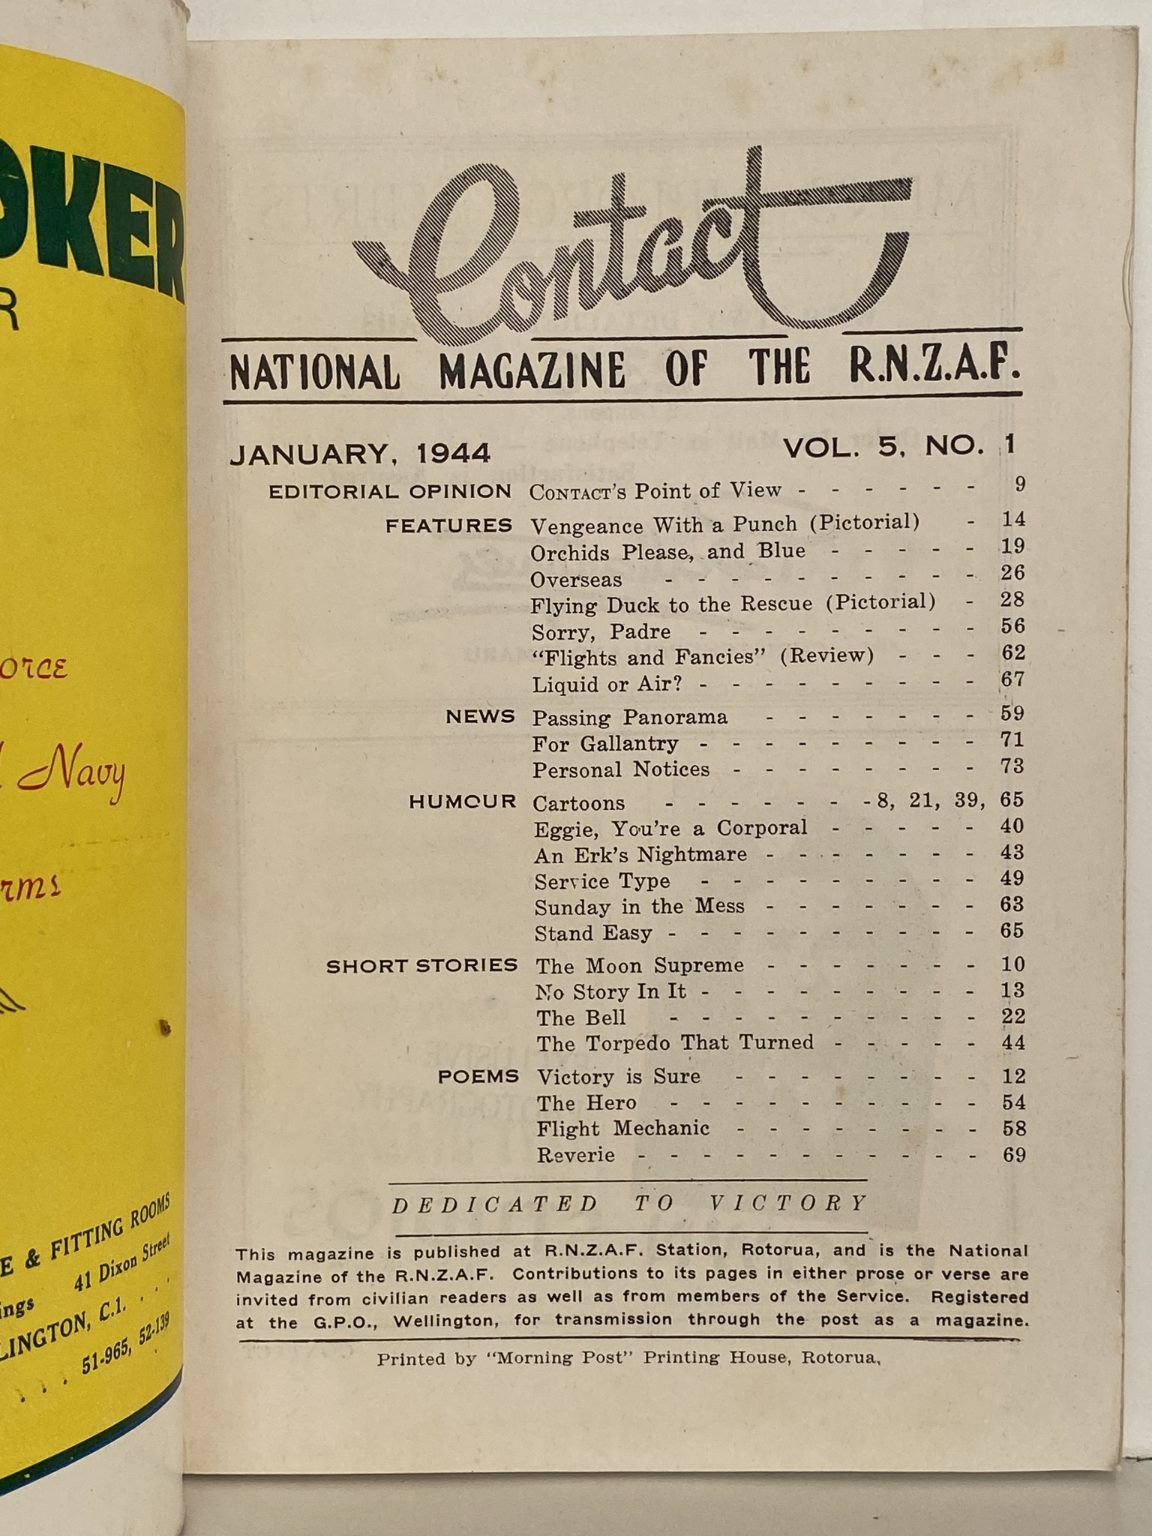 OKER
R
orce
Navy
rms
E & FITTING ROOMS
41 Dixon Street
ings
LINGTON, C.1. . . .
. . . 51-965, 52-139
Contact
NATIONAL MAGAZINE OF THE R.N.Z.A.F.
JANUARY, 1944 VOL. 5, NO. 1
EDITORIAL OPINION CONTACT'S Point of View - - - - - - 9
FEATURES Vengeance With a Punch (Pictorial) - 14
Orchids Please, and Blue - - - - - 19
Overseas - - - - - - - - - - 26
Flying Duck to the Rescue (Pictorial) - 28
Sorry, Padre - - - - - - - - - 56
"Flights and Fancies" (Review) - - - 62
Liquid or Air? - - - - - - - - - 67
NEWS Passing Panorama - - - - - - - 59
For Gallantry - - - - - - - - - 71
Personal Notices - - - - - - - - 73
HUMOUR Cartoons - - - - - - - 8, 21, 39, 65
Eggie, You're a Corporal - - - - - 40
An Erk's Nightmare - - - - - - - 43
Service Type - - - - - - - - - 49
Sunday in the Mess - - - - - - - 63
Stand Easy - - - - - - - - - - 65
SHORT STORIES The Moon Supreme - - - - - - - 10
No Story In It - - - - - - - - - 13
The Bell - - - - - - - - - - 22
The Torpedo That Turned - - - - - 44
POEMS Victory is Sure - - - - - - - - 12
The Hero - - - - - - - - - - 54
Flight Mechanic - - - - - - - - 58
Reverie - - - - - - - - - - - 69
DEDICATED TO VICTORY
This magazine is published at R.N.Z.A.F. Station, Rotorua, and is the National
Magazine of the R.N.Z.A.F. Contributions to its pages in either prose or verse are
invited from civilian readers as well as from members of the Service. Registered
at the G.P.O., Wellington, for transmission through the post as a magazine.
Printed by "Morning Post" Printing House, Rotorua,